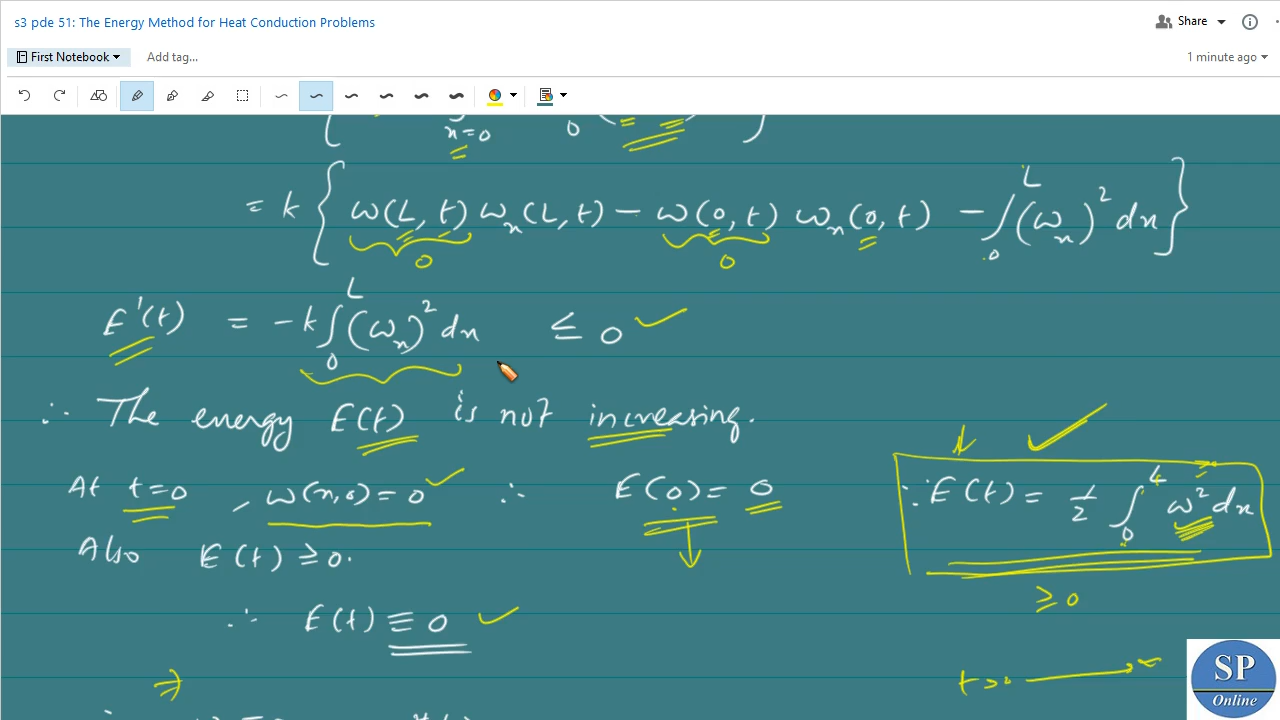 s3 pde 51: The Energy Method for Heat Conduction Problems
Share
First Notebook
Add tag...
1 minute ago
x=0 0
= k { ω(L, t) ωx(L, t) − ω(0, t) ωx(0, t) − ∫₀ᴸ (ωx)² dx }
0 0
E'(t) = −k ∫₀ᴸ (ωx)² dx ≤ 0
∴ The energy E(t) is not increasing.
At t=0, ω(x,0) = 0 ∴ E(0) = 0
∵ E(t) = 1/2 ∫₀ᴸ ω² dx
≥ 0
Also E(t) ≥ 0.
∴ E(t) ≡ 0
⇒
SP
Online